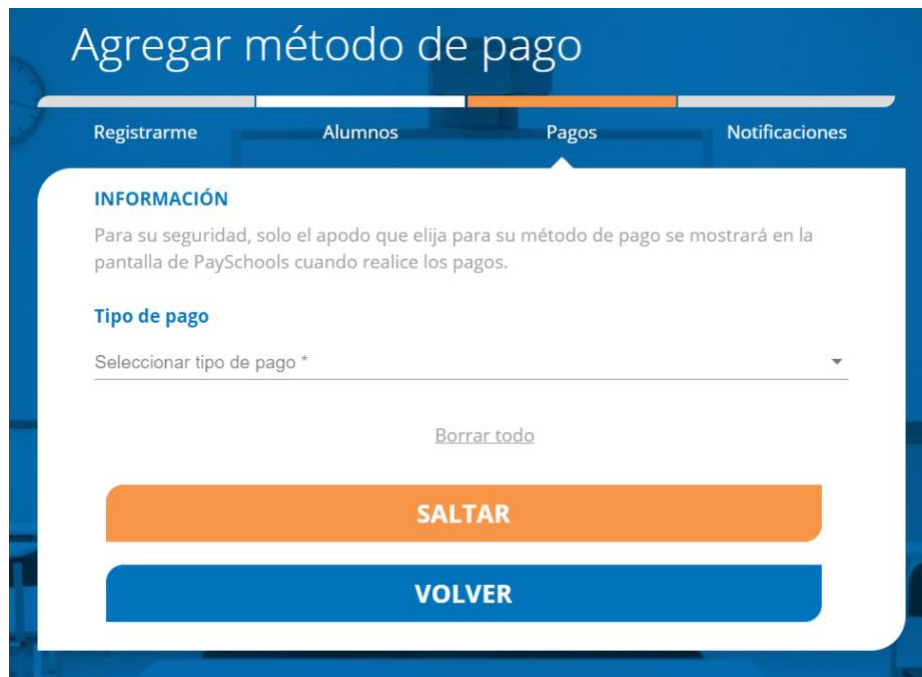 Agregar método de pago
Registrarme
Alumnos
Pagos
Notificaciones
INFORMACIÓN
Para su seguridad, solo el apodo que elija para su método de pago se mostrará en la
pantalla de PaySchools cuando realice los pagos.
Tipo de pago
Seleccionar tipo de pago *
Borrar todo
SALTAR
VOLVER